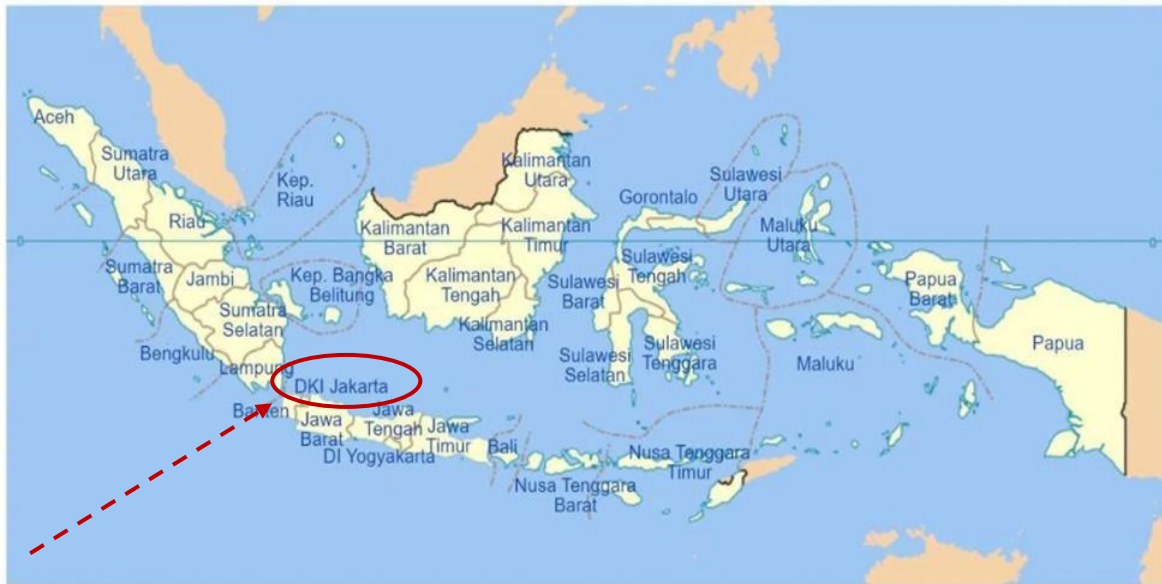 Aceh
Sumatra
Utara
Kep.
Riau
Riau
Sumatra
Barat
Jambi
Kep. Bangka
Belitung
Sumatra
Selatan
Bengkulu
Lampung
DKI Jakarta
Banten
Jawa
Barat
Jawa
Tengah
DI Yogyakarta
Jawa
Timur
Bali
Nusa Tenggara
Barat
Nusa Tenggara
Timur
Kalimantan
Utara
Kalimantan
Barat
Kalimantan
Timur
Kalimantan
Tengah
Kalimantan
Selatan
Gorontalo
Sulawesi
Utara
Sulawesi
Tengah
Sulawesi
Barat
Sulawesi
Selatan
Sulawesi
Tenggara
Maluku
Utara
Maluku
Papua
Barat
Papua
0
0